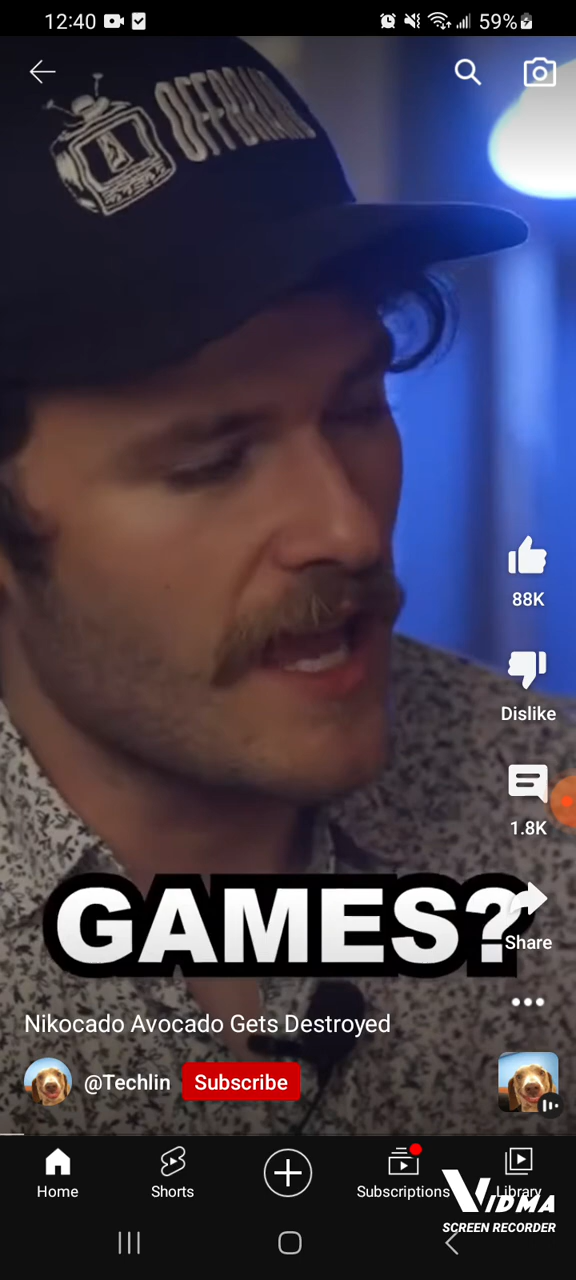 12:40
59%
OFFBRAND
GAMES?
88K
Dislike
1.8K
Share
Nikocado Avocado Gets Destroyed
@Techlin
Subscribe
Home
Shorts
Subscriptions
Library
VIDMA
SCREEN RECORDER